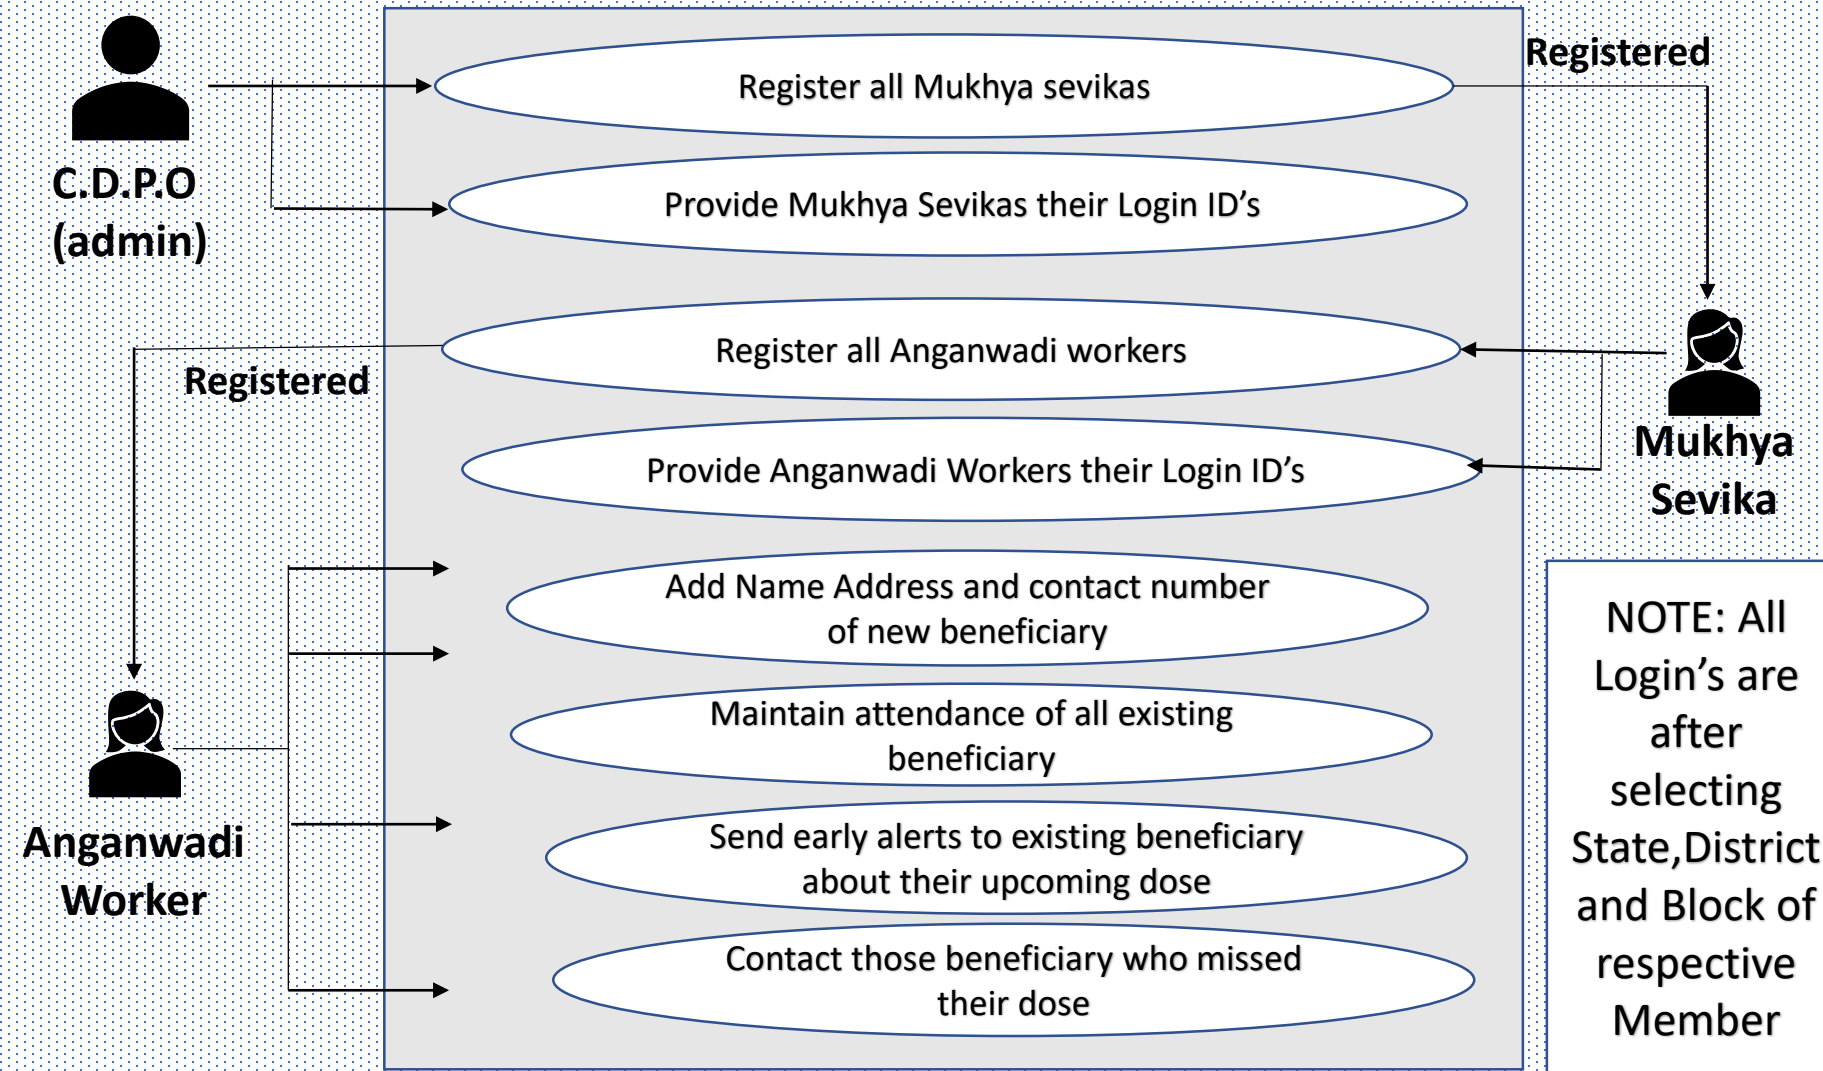 Registered
Register all Mukhya sevikas
C.D.P.O
(admin)
Provide Mukhya Sevikas their Login ID’s
Register all Anganwadi workers
Registered
Mukhya
Sevika
Provide Anganwadi Workers their Login ID’s
Add Name Address and contact number
of new beneficiary
Maintain attendance of all existing
beneficiary
Anganwadi
Worker
Send early alerts to existing beneficiary
about their upcoming dose
Contact those beneficiary who missed
their dose
NOTE: All
Login’s are
after
selecting
State,District
and Block of
respective
Member